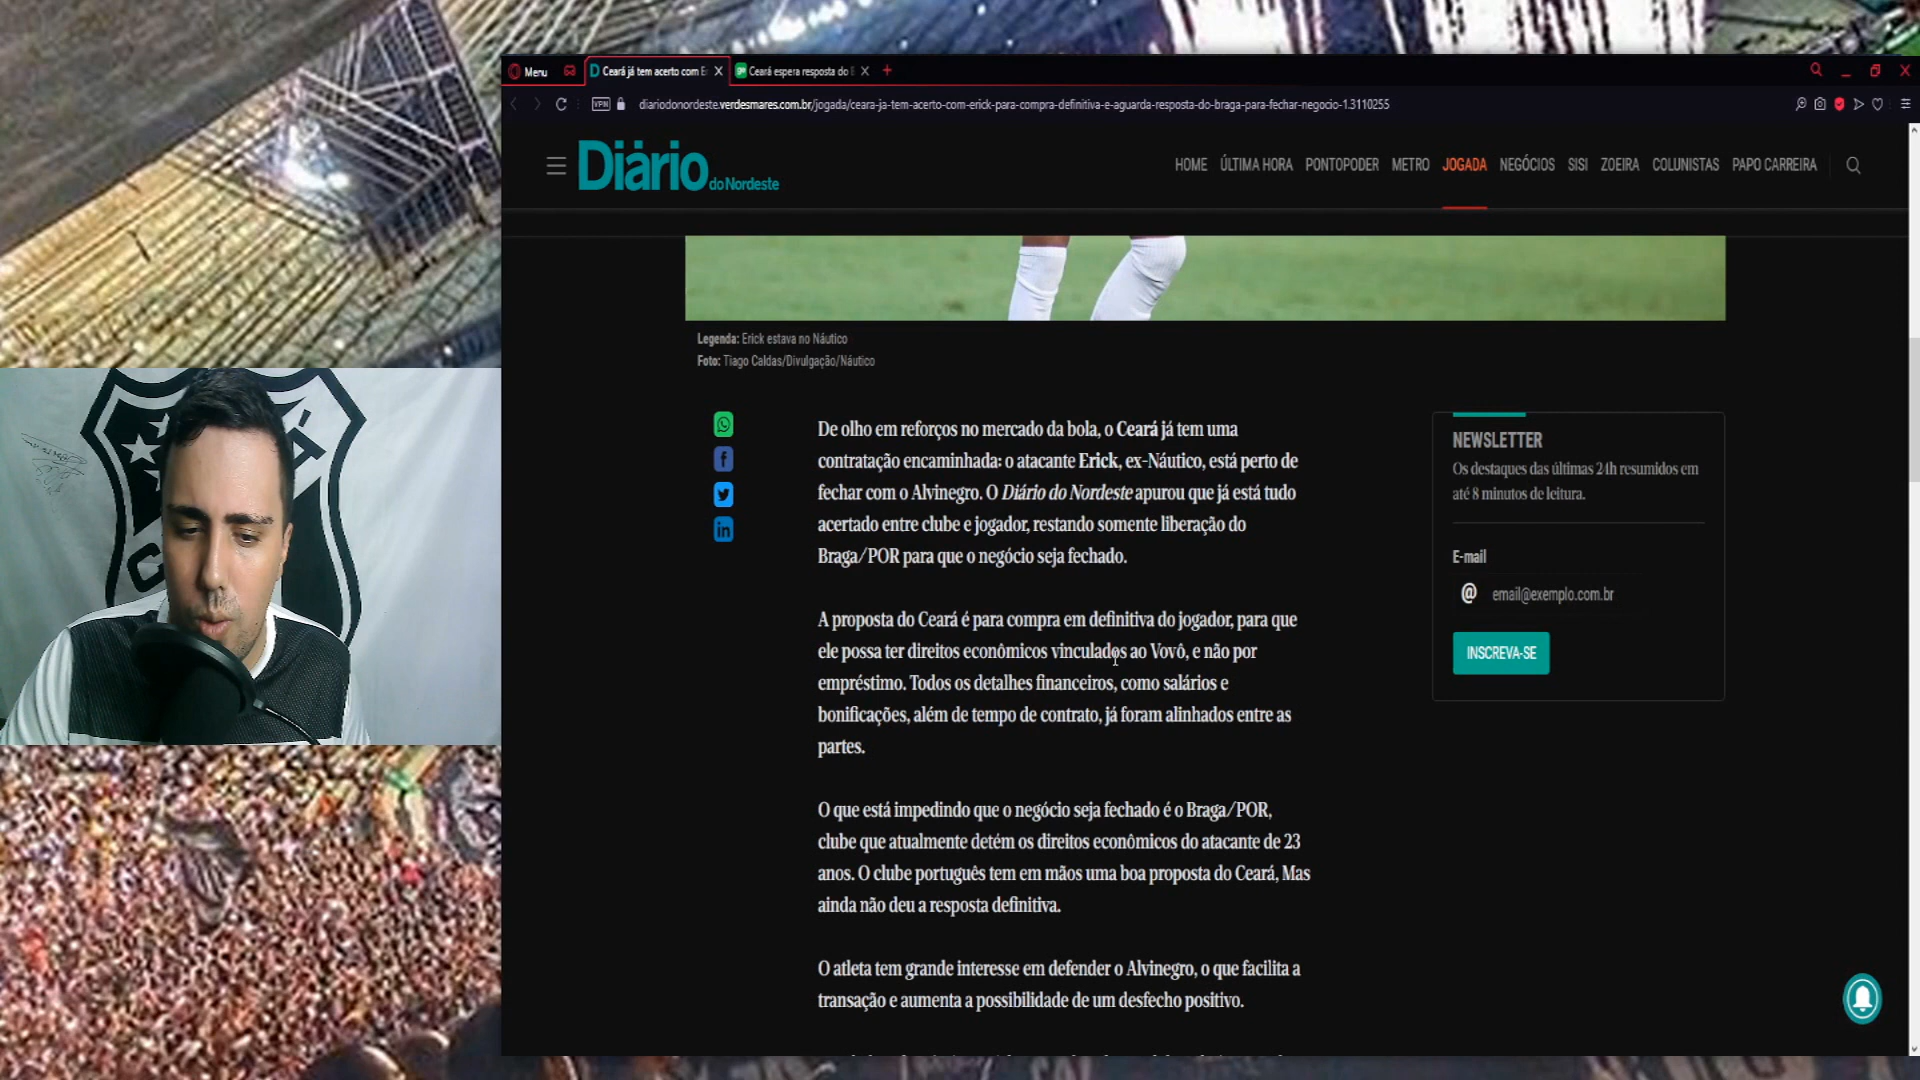 Menu
Ceará já tem acerto com E
Ceará espera resposta do B
VPN
diariodonordeste.verdesmares.com.br/jogada/ceara-ja-tem-acerto-com-erick-para-compra-definitiva-e-aguarda-resposta-do-braga-para-fechar-negocio-1.3110255
Diário do Nordeste
HOME ÚLTIMA HORA PONTOPODER METRO JOGADA NEGÓCIOS SISI ZOEIRA COLUNISTAS PAPO CARREIRA
Legenda: Erick estava no Náutico
Foto: Tiago Caldas/Divulgação/Náutico
De olho em reforços no mercado da bola, o Ceará já tem uma
contratação encaminhada: o atacante Erick, ex-Náutico, está perto de
fechar com o Alvinegro. O Diário do Nordeste apurou que já está tudo
acertado entre clube e jogador, restando somente liberação do
Braga/POR para que o negócio seja fechado.
A proposta do Ceará é para compra em definitiva do jogador, para que
ele possa ter direitos econômicos vinculados ao Vovô, e não por
empréstimo. Todos os detalhes financeiros, como salários e
bonificações, além de tempo de contrato, já foram alinhados entre as
partes.
O que está impedindo que o negócio seja fechado é o Braga/POR,
clube que atualmente detém os direitos econômicos do atacante de 23
anos. O clube português tem em mãos uma boa proposta do Ceará, Mas
ainda não deu a resposta definitiva.
O atleta tem grande interesse em defender o Alvinegro, o que facilita a
transação e aumenta a possibilidade de um desfecho positivo.
NEWSLETTER
Os destaques das últimas 24h resumidos em
até 8 minutos de leitura.
E-mail
@ email@exemplo.com.br
INSCREVA-SE